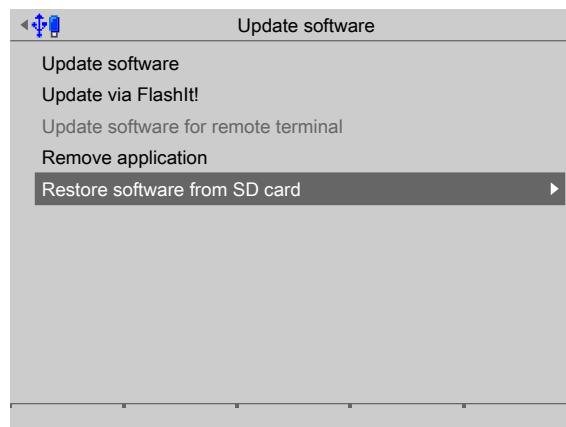 Update software
Update software
Update via FlashIt!
Update software for remote terminal
Remove application
Restore software from SD card